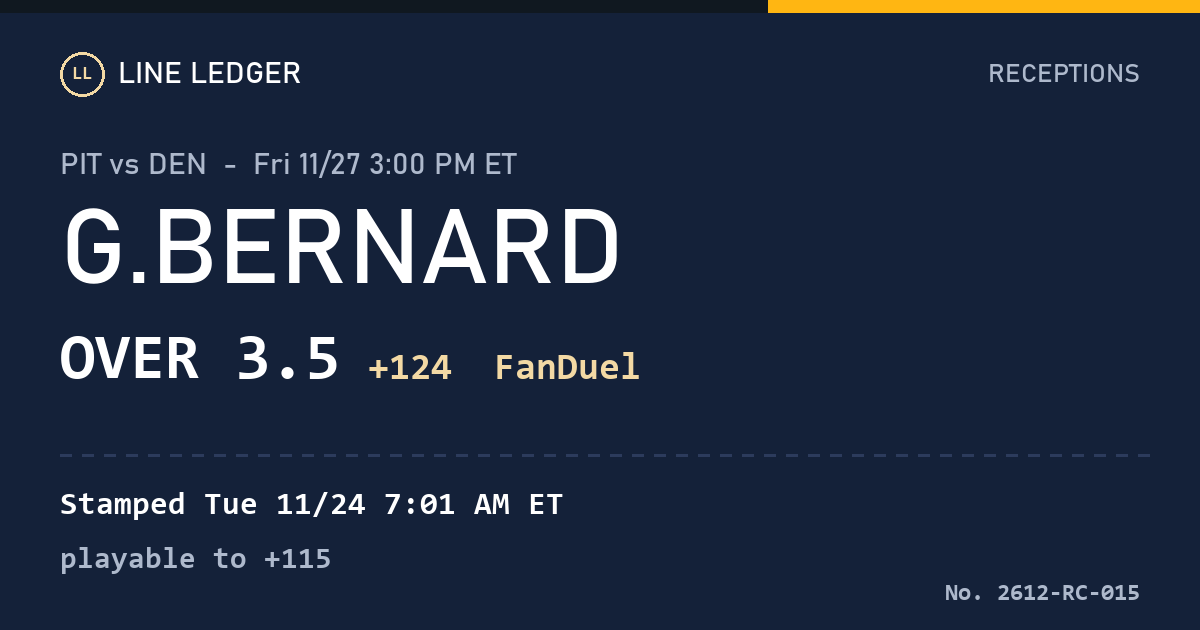 LL LINE LEDGER
RECEPTIONS
PIT vs DEN - Fri 11/27 3:00 PM ET
G.BERNARD
OVER 3.5 +124 FanDuel
Stamped Tue 11/24 7:01 AM ET
playable to +115
No. 2612-RC-015